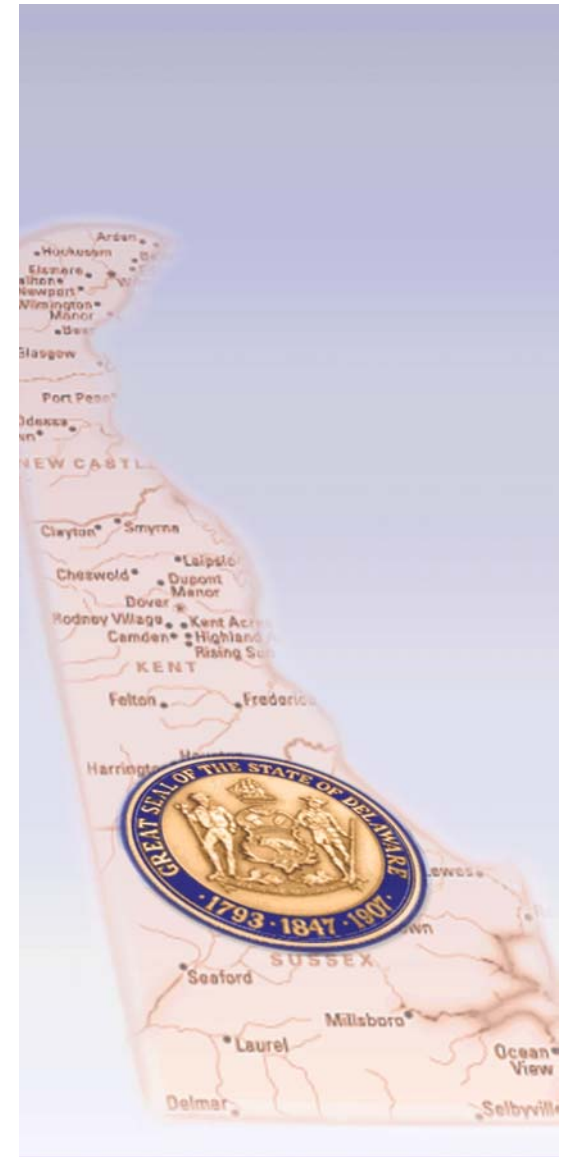 Arden
Hockessin
Elsmere
Newport
Wilmington
Manor
Glasgow
Port Penn
Odessa
NEW CASTL
Clayton
Smyrna
Leipsic
Cheswold
Dupont
Manor
Dover
Rodney Village
Kent Acres
Camden
Highland
Rising Sun
KENT
Felton
Frederica
Harringto
GREAT SEAL OF THE STATE OF DELAWARE
· 1793 · 1847 · 1907 ·
Lewes
SUSSEX
Seaford
Millsboro
Laurel
Ocean
View
Delmar
Selbyville